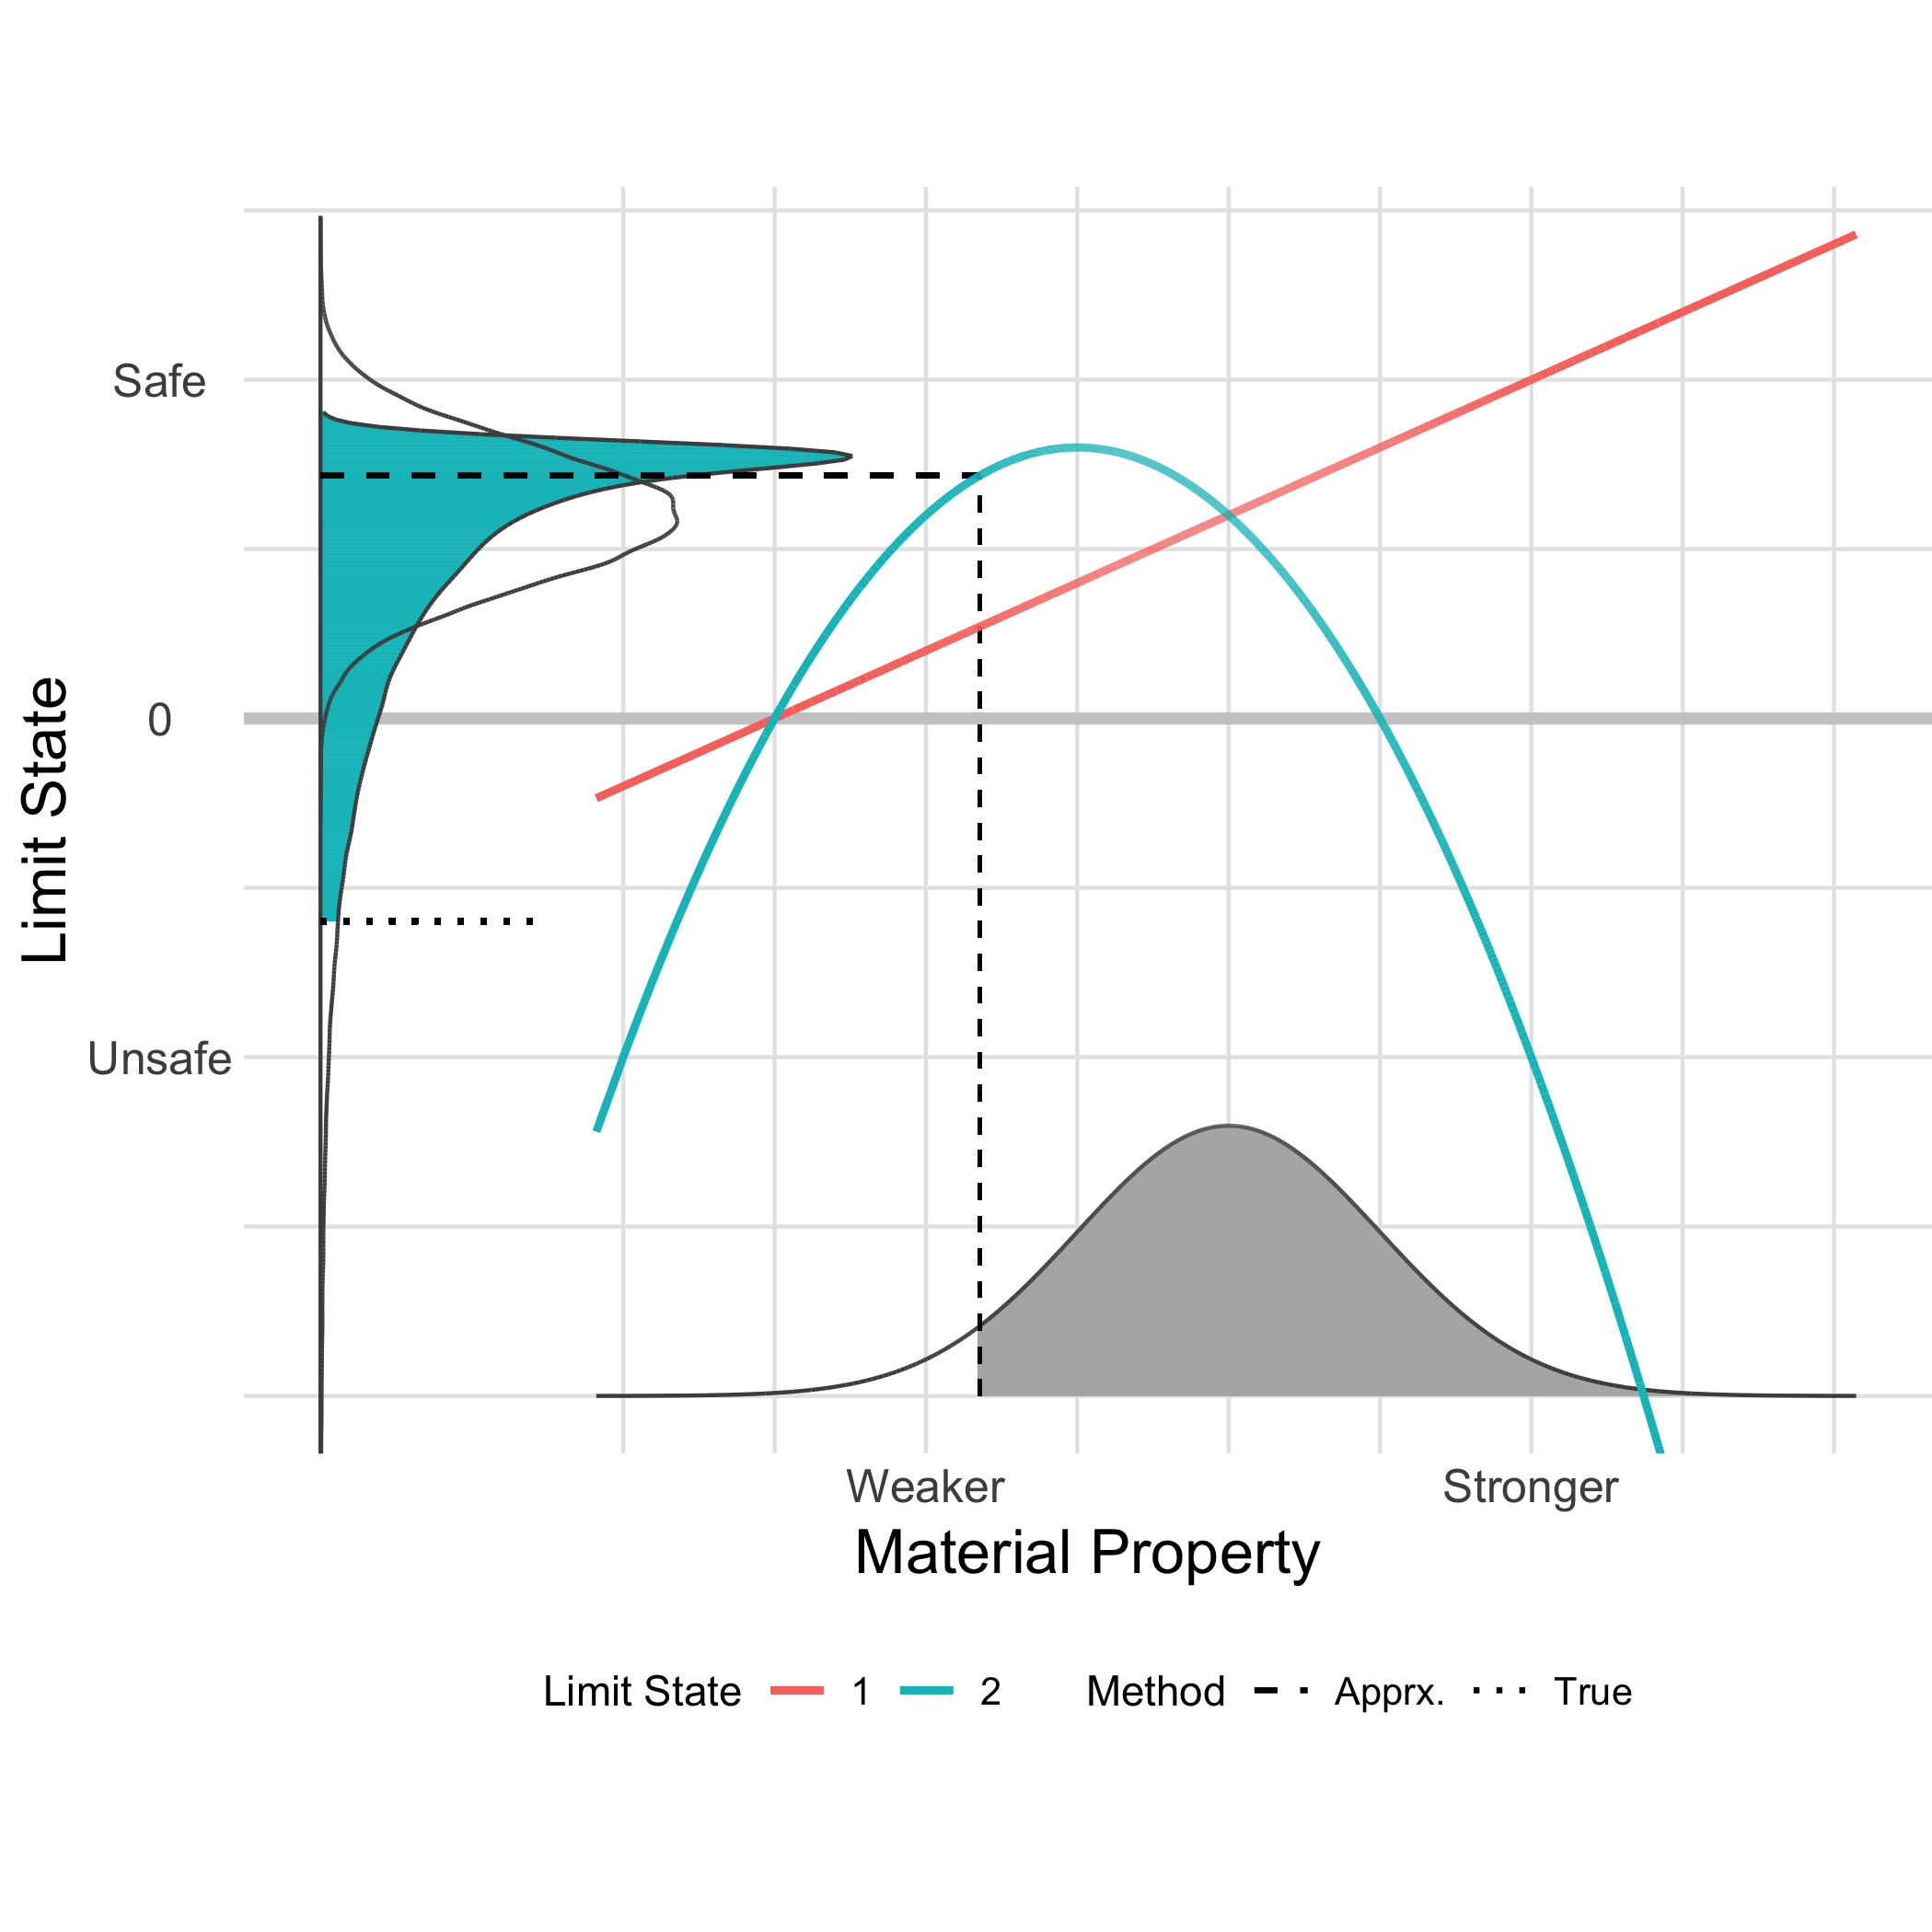 Safe
0
Unsafe
Limit State
Weaker Stronger
Material Property
Limit State 1 2 Method Apprx. True